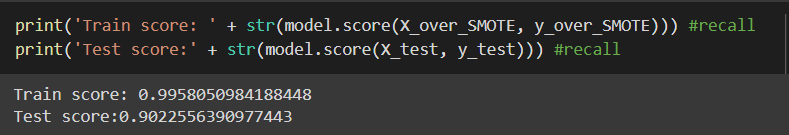 print('Train score: ' + str(model.score(X_over_SMOTE, y_over_SMOTE))) #recall
print('Test score:' + str(model.score(X_test, y_test))) #recall
Train score: 0.9958050984188448
Test score:0.9022556390977443